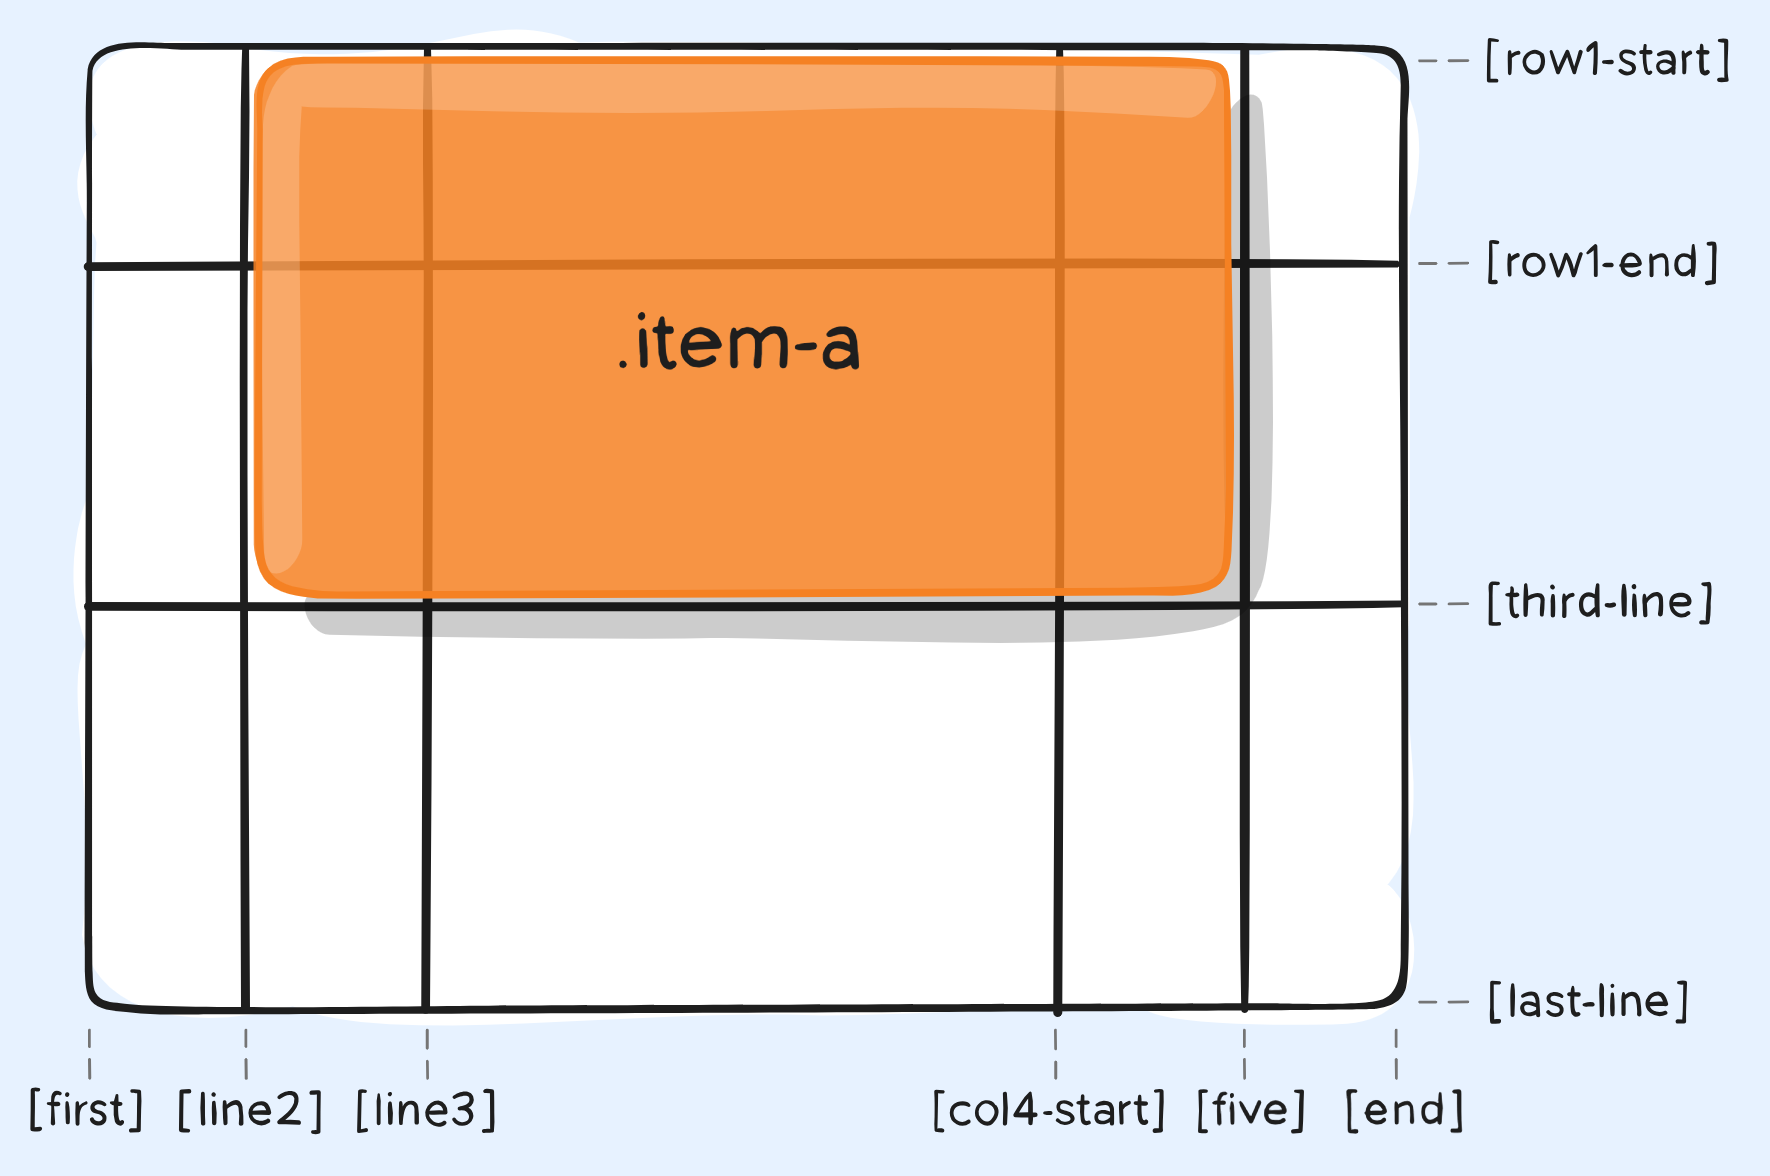 [row1-start]
[row1-end]
.item-a
[third-line]
[last-line]
[first] [line2] [line3] [col4-start] [five] [end]